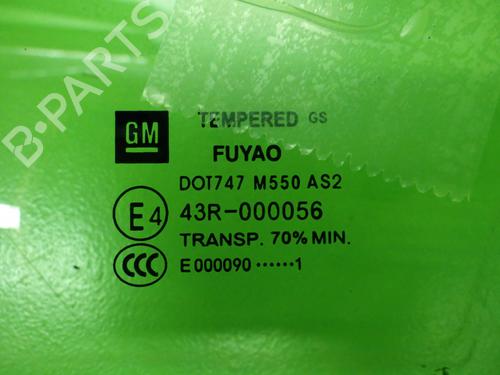 B-PARTS
GM
TEMPERED GS
FUYAO
DOT747 M550 AS2
E4
43R-000056
TRANSP. 70% MIN.
CCC
E000090 ······1